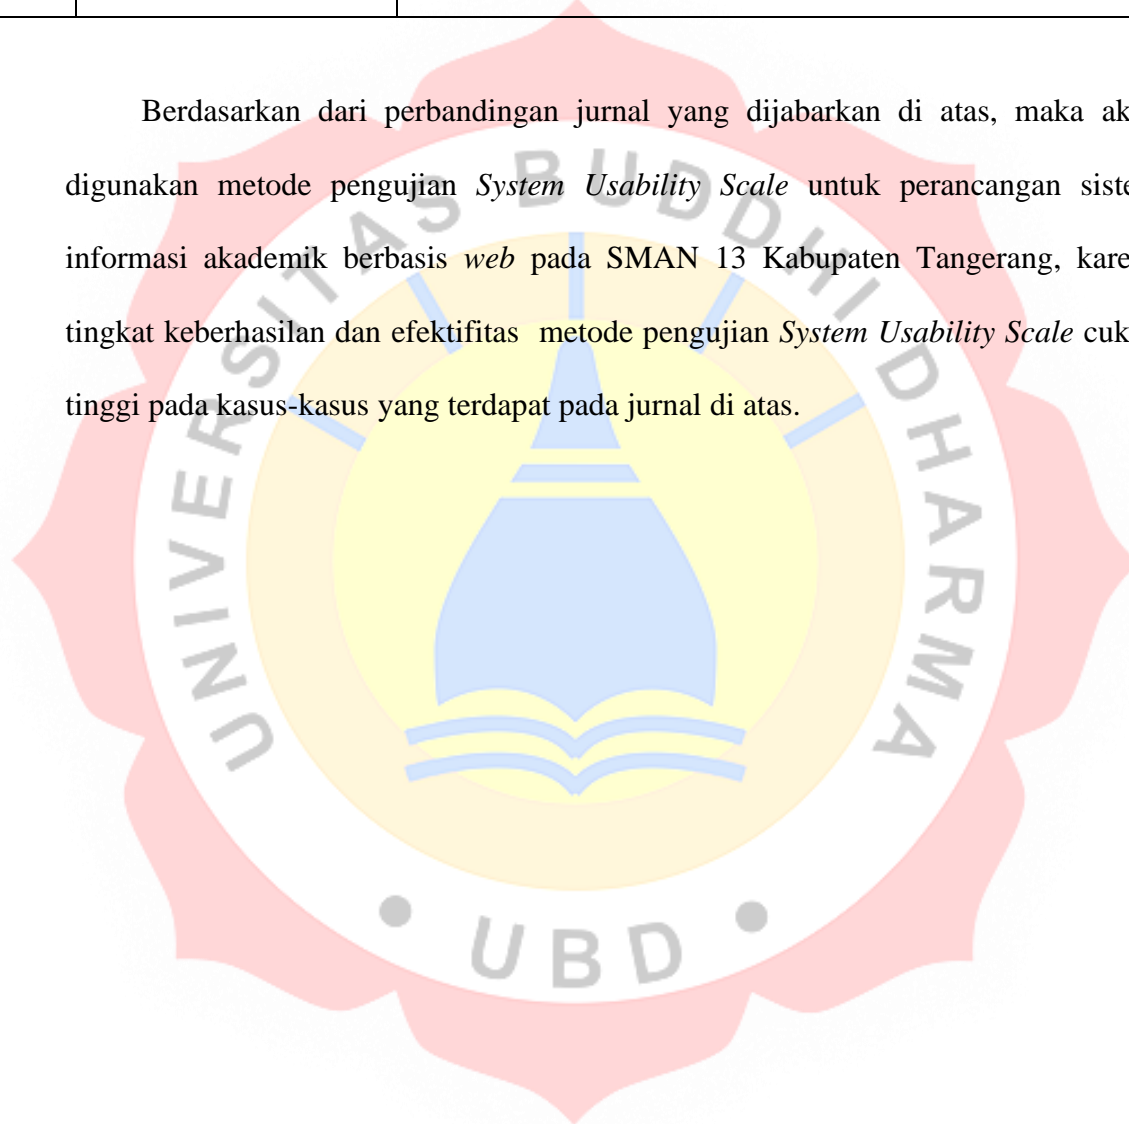 Berdasarkan dari perbandingan jurnal yang dijabarkan di atas, maka ak
digunakan metode pengujian System Usability Scale untuk perancangan siste
informasi akademik berbasis web pada SMAN 13 Kabupaten Tangerang, kare
tingkat keberhasilan dan efektifitas metode pengujian System Usability Scale cuk
tinggi pada kasus-kasus yang terdapat pada jurnal di atas.
UNIVERSITAS BUDDHI DHARMA
• UBD •